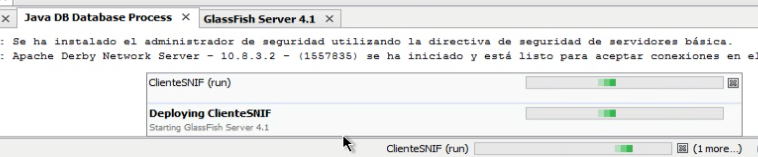 Java DB Database Process
GlassFish Server 4.1
: Se ha instalado el administrador de seguridad utilizando la directiva de seguridad de servidores básica.
: Apache Derby Network Server - 10.8.3.2 - (1557835) se ha iniciado y está listo para aceptar conexiones en el
ClienteSNIF (run)
Deploying ClienteSNIF
Starting GlassFish Server 4.1
ClienteSNIF (run)
(1 more...)